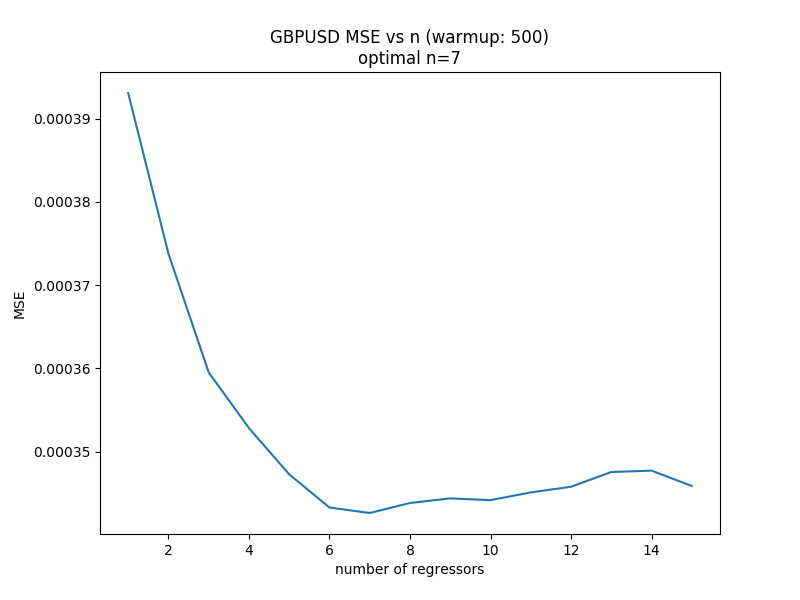 GBPUSD MSE vs n (warmup: 500)
optimal n=7
MSE
0.00039
0.00038
0.00037
0.00036
0.00035
2 4 6 8 10 12 14
number of regressors